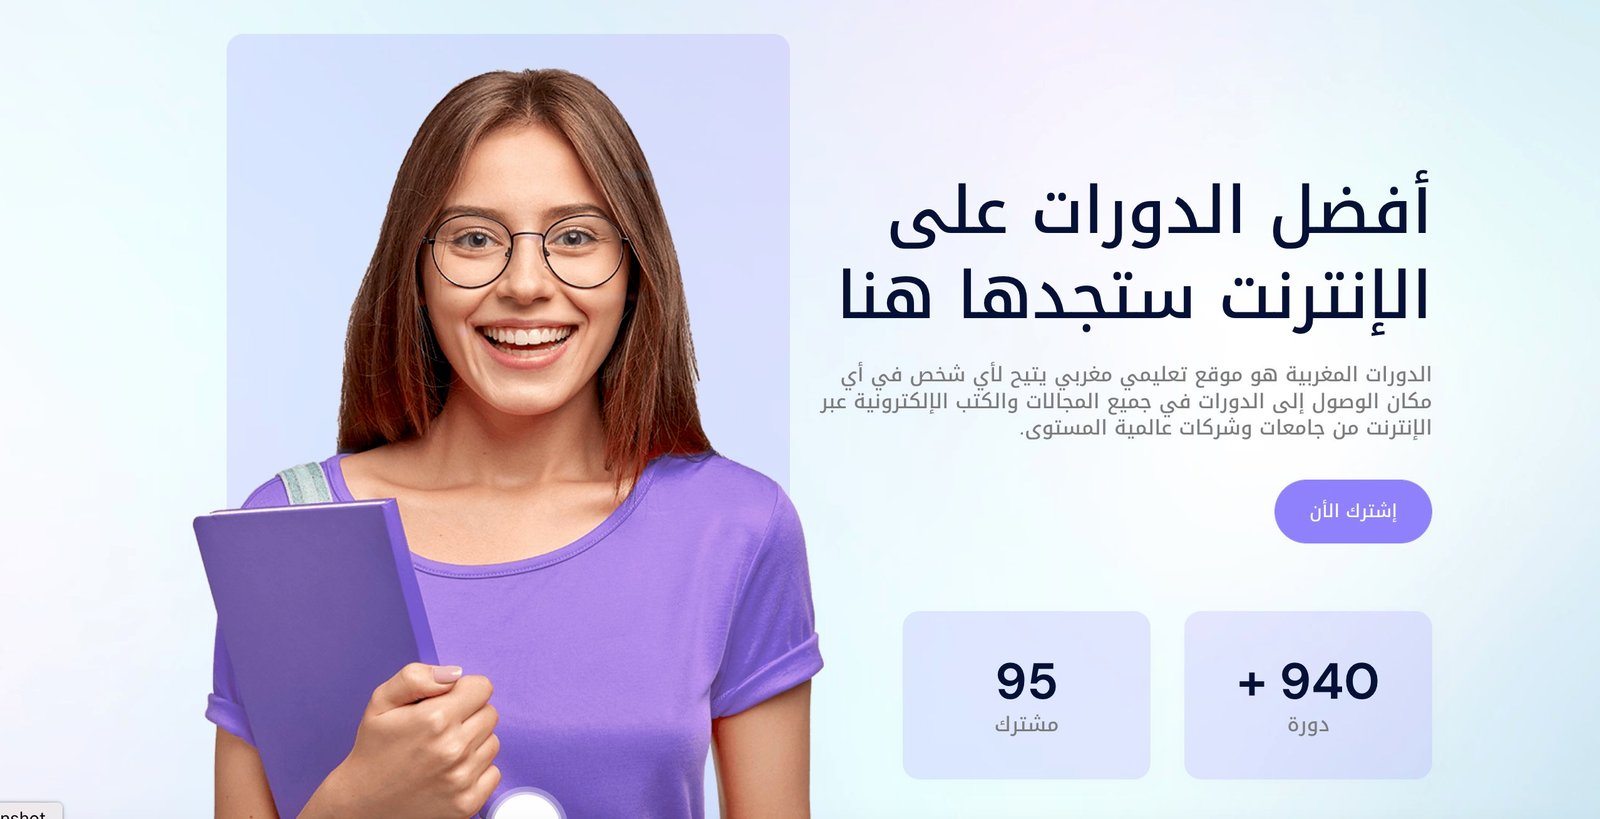 أفضل الدورات على
الإنترنت ستجدها هنا
الدورات المغربية هو موقع تعليمي مغربي يتيح لأي شخص في أي
مكان الوصول إلى الدورات في جميع المجالات والكتب الإلكترونية عبر
الإنترنت من جامعات وشركات عالمية المستوى.
إشترك الأن
940 +
دورة
95
مشترك